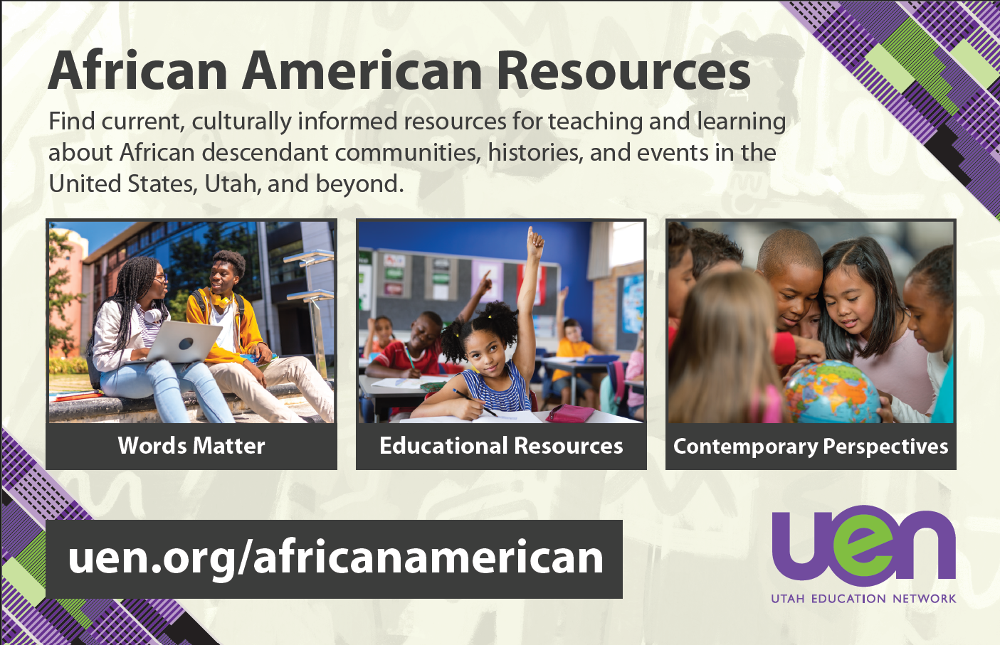 African American Resources
Find current, culturally informed resources for teaching and learning
about African descendant communities, histories, and events in the
United States, Utah, and beyond.
Words Matter
Educational Resources
Contemporary Perspectives
uen.org/africanamerican
uen
UTAH EDUCATION NETWORK